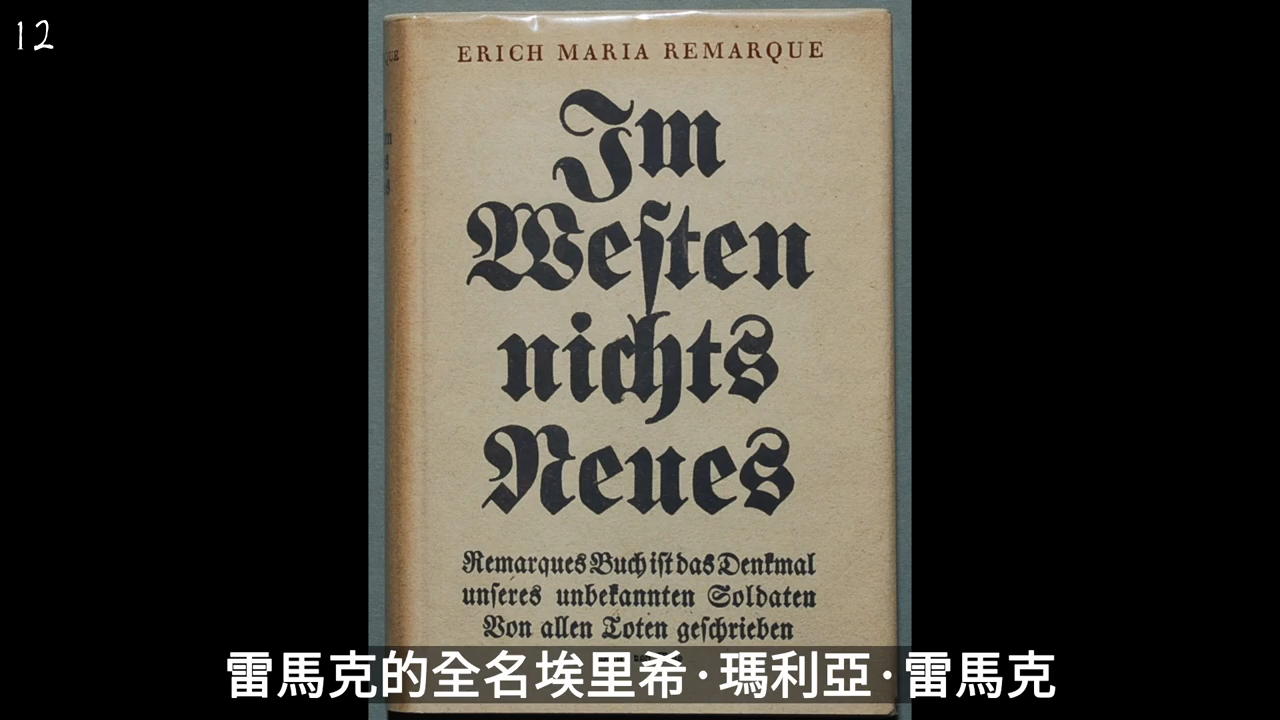 12
ERICH MARIA REMARQUE
Im
Weſten
nichts
Neues
Remarques Buch iſt das Denkmal
unſeres unbekannten Soldaten
Von allen Toten geſchrieben
雷馬克的全名埃里希·瑪利亞·雷馬克